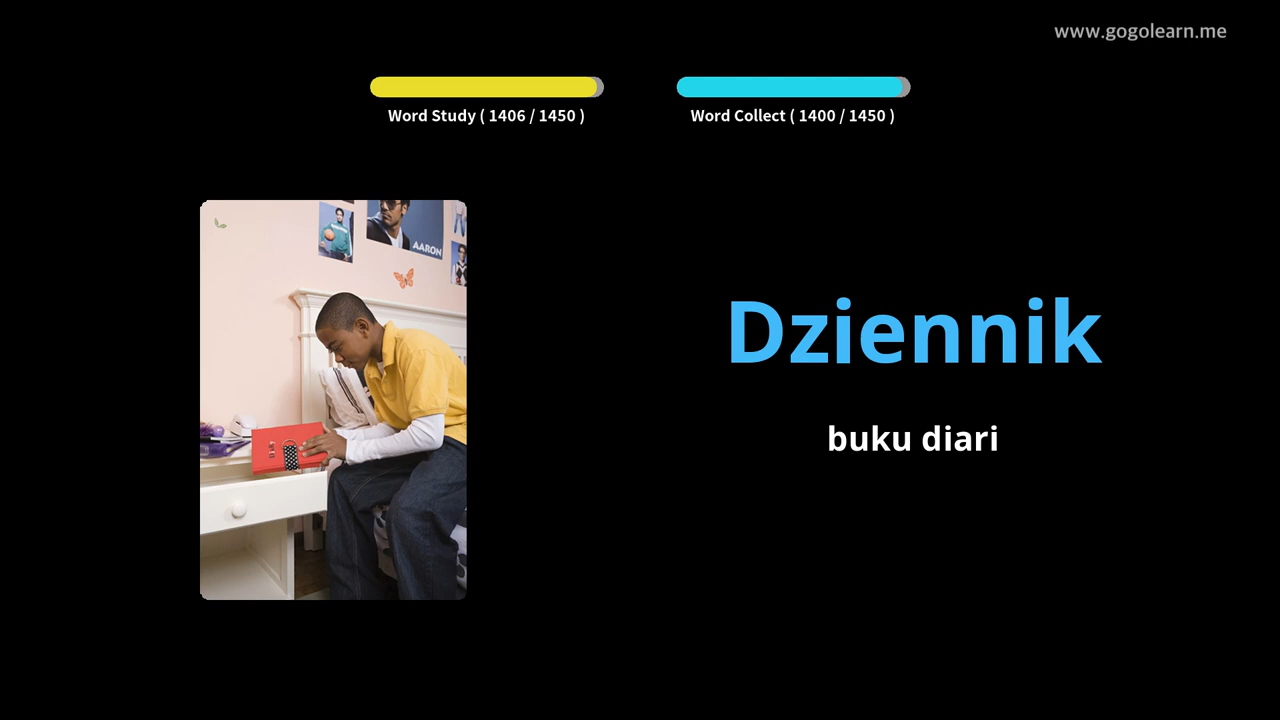 www.gogolearn.me
Word Study ( 1406 / 1450 )
Word Collect ( 1400 / 1450 )
AARON
Dziennik
buku diari